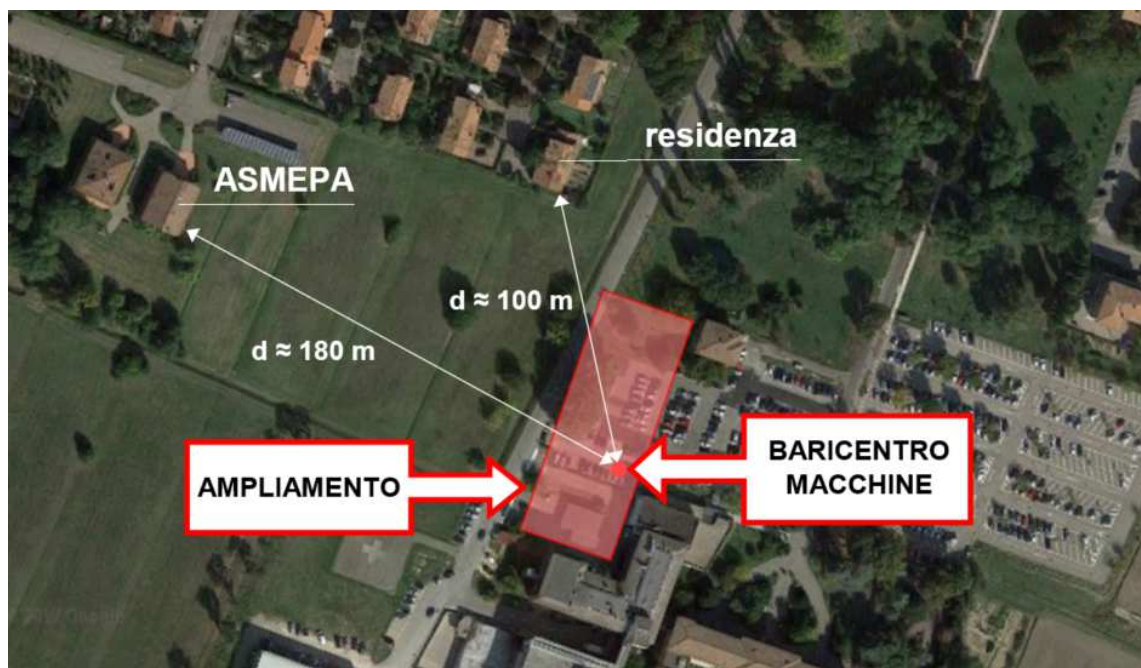 residenza
ASMEPA
d ≈ 100 m
d ≈ 180 m
BARICENTRO
MACCHINE
AMPLIAMENTO